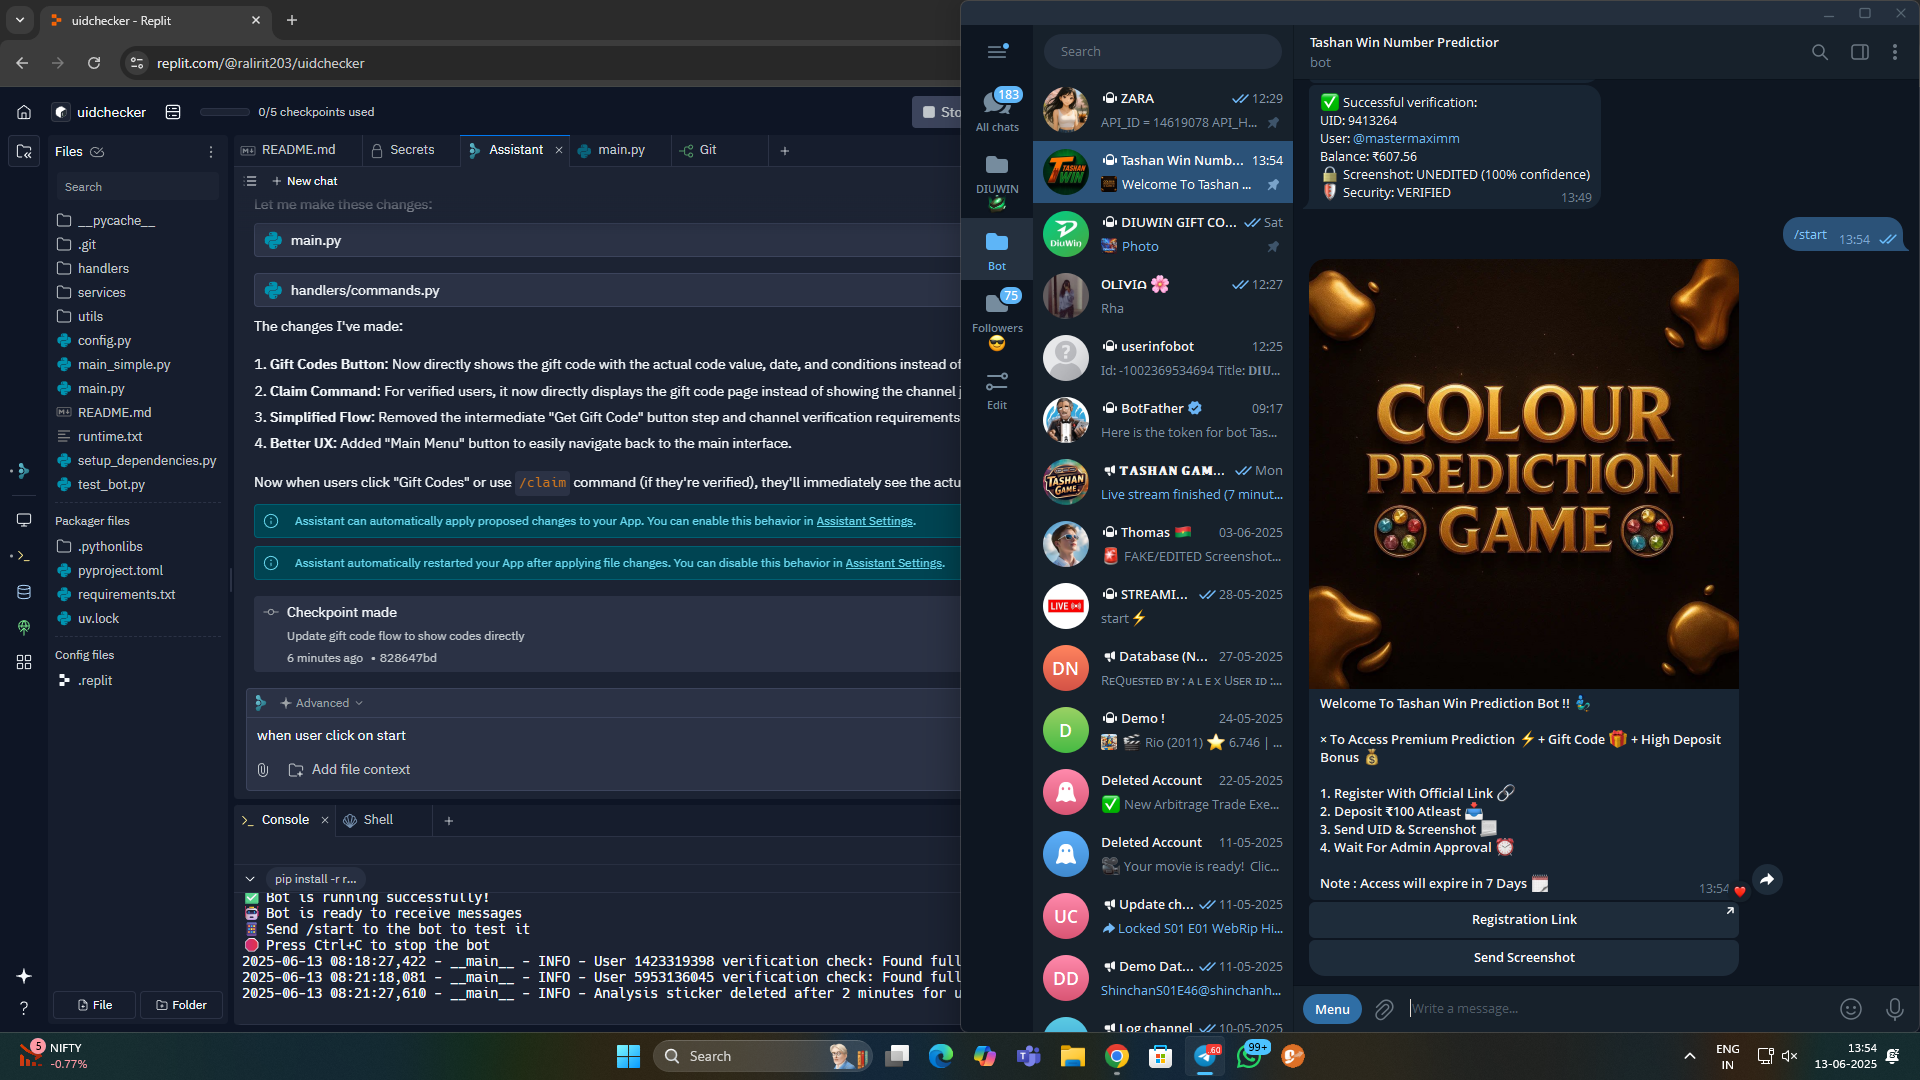 uidchecker - Replit
replit.com/@ralirit203/uidchecker
uidchecker
0/5 checkpoints used
Sto
Files
Search
__pycache__
.git
handlers
services
utils
config.py
main_simple.py
main.py
README.md
runtime.txt
setup_dependencies.py
test_bot.py
Packager files
.pythonlibs
pyproject.toml
requirements.txt
uv.lock
Config files
.replit
File
Folder
README.md
Secrets
Assistant
main.py
Git
New chat
Let me make these changes:
main.py
handlers/commands.py
The changes I've made:
1. Gift Codes Button: Now directly shows the gift code with the actual code value, date, and conditions instead of
2. Claim Command: For verified users, it now directly displays the gift code page instead of showing the channel j
3. Simplified Flow: Removed the intermediate "Get Gift Code" button step and channel verification requirements
4. Better UX: Added "Main Menu" button to easily navigate back to the main interface.
Now when users click "Gift Codes" or use /claim command (if they're verified), they'll immediately see the actu
Assistant can automatically apply proposed changes to your App. You can enable this behavior in Assistant Settings.
Assistant automatically restarted your App after applying file changes. You can disable this behavior in Assistant Settings.
Checkpoint made
Update gift code flow to show codes directly
6 minutes ago • 828647bd
Advanced
when user click on start
Add file context
Console
Shell
pip install -r r...
Bot is running successfully!
Bot is ready to receive messages
Send /start to the bot to test it
Press Ctrl+C to stop the bot
2025-06-13 08:18:27,422 - __main__ - INFO - User 1423319398 verification check: Found full
2025-06-13 08:21:18,081 - __main__ - INFO - User 5953136045 verification check: Found full
2025-06-13 08:21:27,610 - __main__ - INFO - Analysis sticker deleted after 2 minutes for u
183
All chats
DIUWIN
Bot
75
Followers
Edit
Search
ZARA 12:29
API_ID = 14619078 API_H...
TASHAN WIN
Tashan Win Numb... 13:54
Welcome To Tashan ...
DiuWin
DIUWIN GIFT CO... Sat
Photo
OLIVIA 🌸 12:27
Rha
userinfobot 12:25
Id: -1002369534694 Title: DIU...
BotFather 09:17
Here is the token for bot Tas...
TASHAN GAME
TASHAN GAM... Mon
Live stream finished (7 minut...
Thomas 🇧🇫 03-06-2025
🚨 FAKE/EDITED Screenshot...
LIVE
STREAMI... 28-05-2025
start ⚡
DN
Database (N... 27-05-2025
ReQuested by : a l e x User id :...
D
Demo ! 24-05-2025
Rio (2011) ⭐ 6.746 | ...
Deleted Account 22-05-2025
✅ New Arbitrage Trade Exe...
Deleted Account 11-05-2025
🎥 Your movie is ready! Clic...
UC
Update ch... 11-05-2025
Locked S01 E01 WebRip Hi...
DD
Demo Dat... 11-05-2025
ShinchanS01E46@shinchanh...
Log channel 10-05-2025
Tashan Win Number Predictior
bot
✅ Successful verification:
UID: 9413264
User: @mastermaximm
Balance: ₹607.56
🔒 Screenshot: UNEDITED (100% confidence)
Security: VERIFIED
13:49
/start 13:54
COLOUR
PREDICTION
GAME
Welcome To Tashan Win Prediction Bot !! 🧞‍♂️
× To Access Premium Prediction ⚡+ Gift Code 🎁 + High Deposit
Bonus 💰
1. Register With Official Link 🔗
2. Deposit ₹100 Atleast 📥
3. Send UID & Screenshot 📃
4. Wait For Admin Approval ⏰
Note : Access will expire in 7 Days 🗓
13:54
Registration Link
Send Screenshot
Menu
Write a message...
5
NIFTY
-0.77%
Search
.60
99+
ENG
IN
13:54
13-06-2025